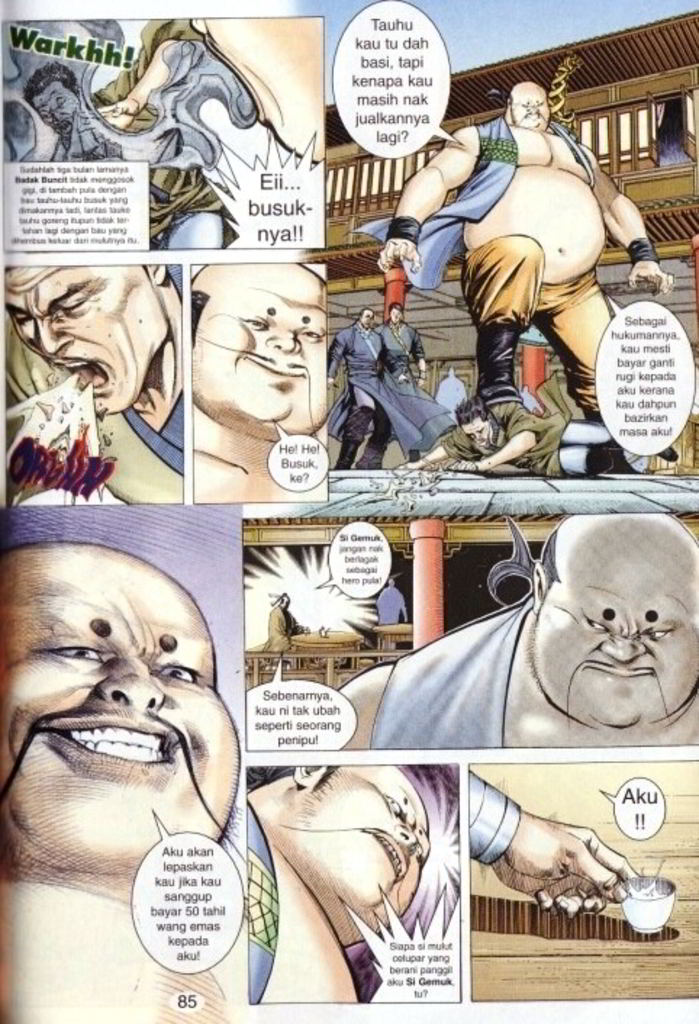 Warkhh!
Sudahlah tiga bulan lamanya
Badak Buncit tidak menggosok
gigi, di tambah pula dengan
bau tauhu-tauhu busuk yang
dimakannya tadi, lantas tauke
tauhu goreng itupun tidak ter-
tahan lagi dengan bau yang
dihembus keluar dari mulutnya itu.
Eii...
busuk-
nya!!
Tauhu
kau tu dah
basi, tapi
kenapa kau
masih nak
jualkannya
lagi?
Sebagai
hukumannya,
kau mesti
bayar ganti
rugi kepada
aku kerana
kau dahpun
bazirkan
masa aku!
He! He!
Busuk,
ke?
Si Gemuk,
jangan nak
berlagak
sebagai
hero pula!
Sebenarnya,
kau ni tak ubah
seperti seorang
penipu!
Aku akan
lepaskan
kau jika kau
sanggup
bayar 50 tahil
wang emas
kepada
aku!
Siapa si mulut
celupar yang
berani panggil
aku Si Gemuk,
tu?
Aku
!!
85